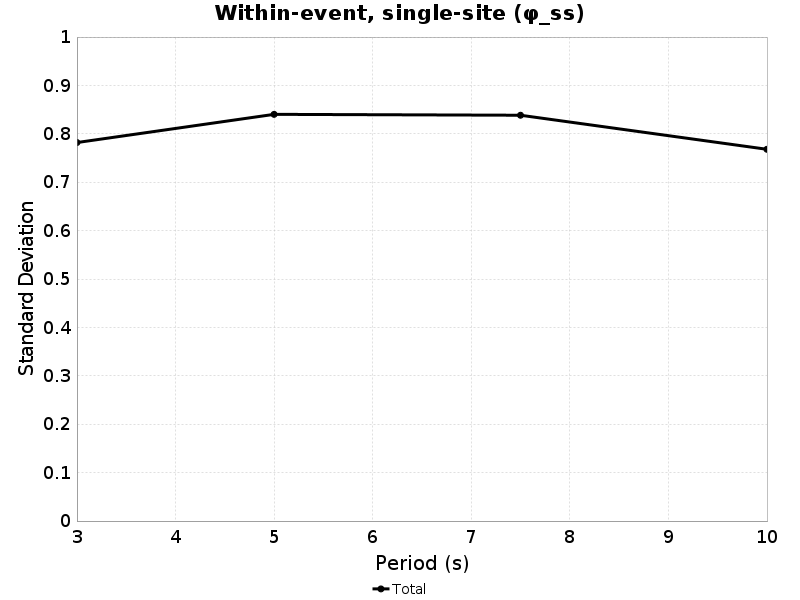 Within-event, single-site (φ_ss)
Standard Deviation
1
0.9
0.8
0.7
0.6
0.5
0.4
0.3
0.2
0.1
0
3 4 5 6 7 8 9 10
Period (s)
Total